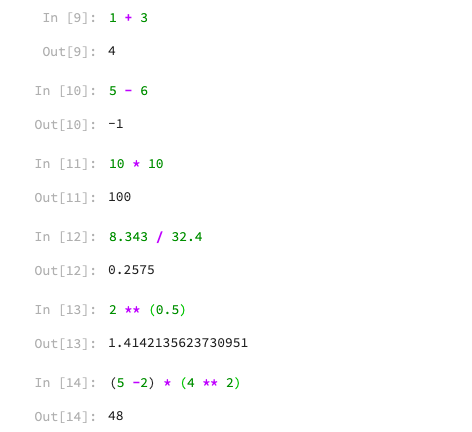 In [9]: 1 + 3
Out[9]: 4
In [10]: 5 - 6
Out[10]: -1
In [11]: 10 * 10
Out[11]: 100
In [12]: 8.343 / 32.4
Out[12]: 0.2575
In [13]: 2 ** (0.5)
Out[13]: 1.4142135623730951
In [14]: (5 -2) * (4 ** 2)
Out[14]: 48